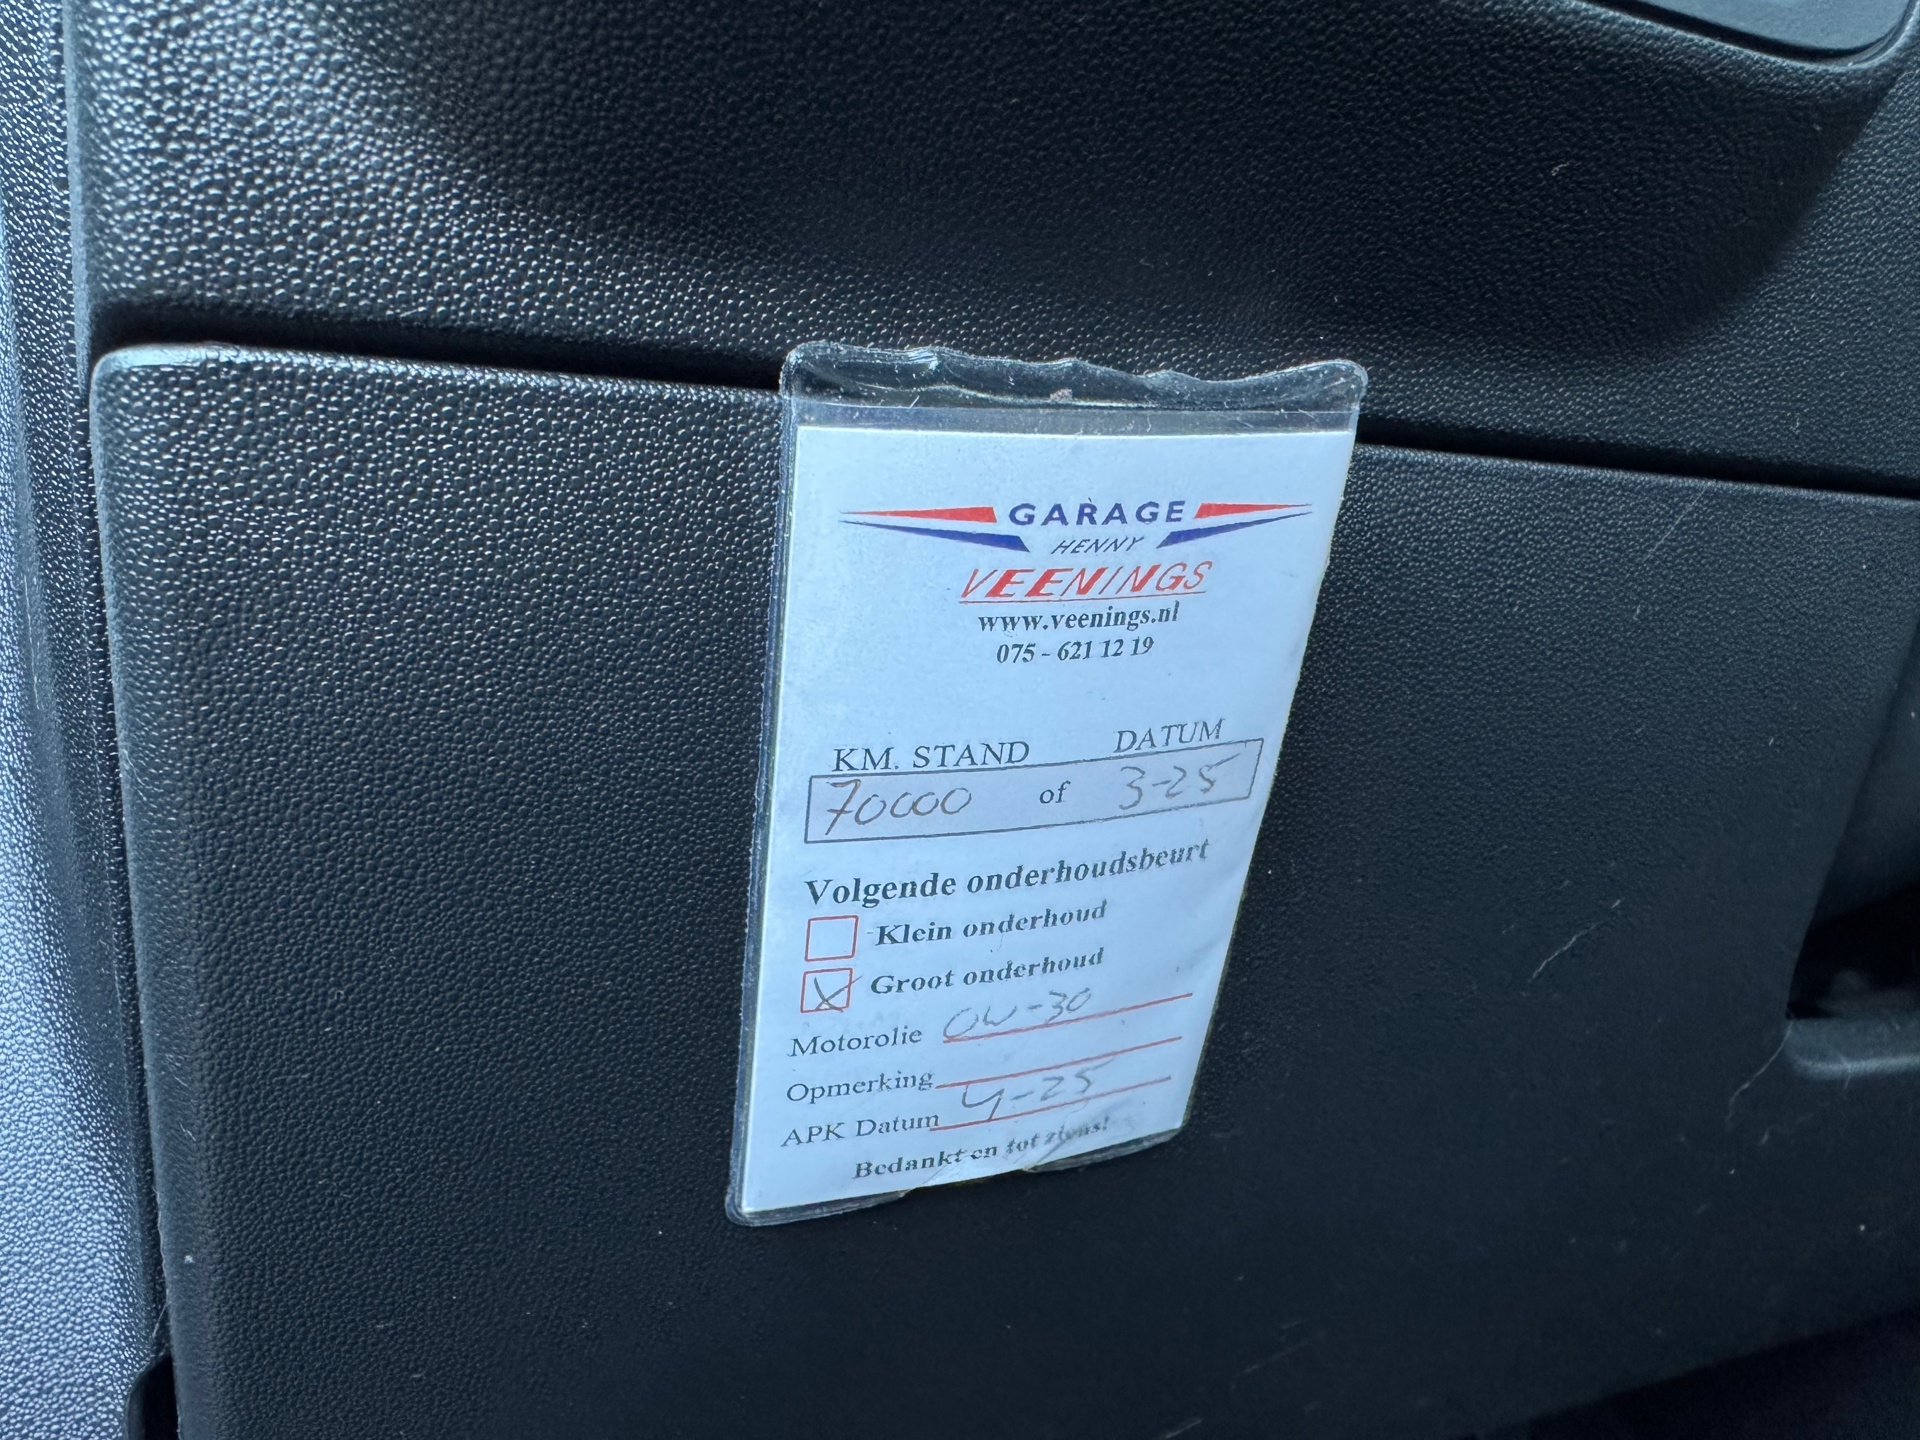 GARAGE
HENNY
VEENINGS
www.veenings.nl
075 - 621 12 19
KM. STAND DATUM
70000 of 3-25
Volgende onderhoudsbeurt
Klein onderhoud
Groot onderhoud
Motorolie 0W-30
Opmerking
APK Datum 4-25
Bedankt en tot ziens!